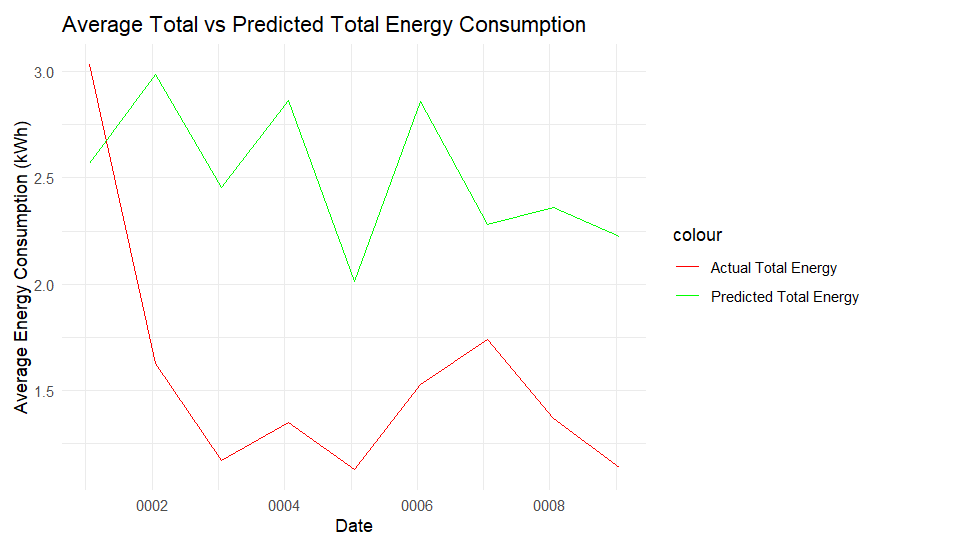 Average Total vs Predicted Total Energy Consumption
Average Energy Consumption (kWh)
3.0
2.5
2.0
1.5
0002 0004 0006 0008
Date
colour
Actual Total Energy
Predicted Total Energy